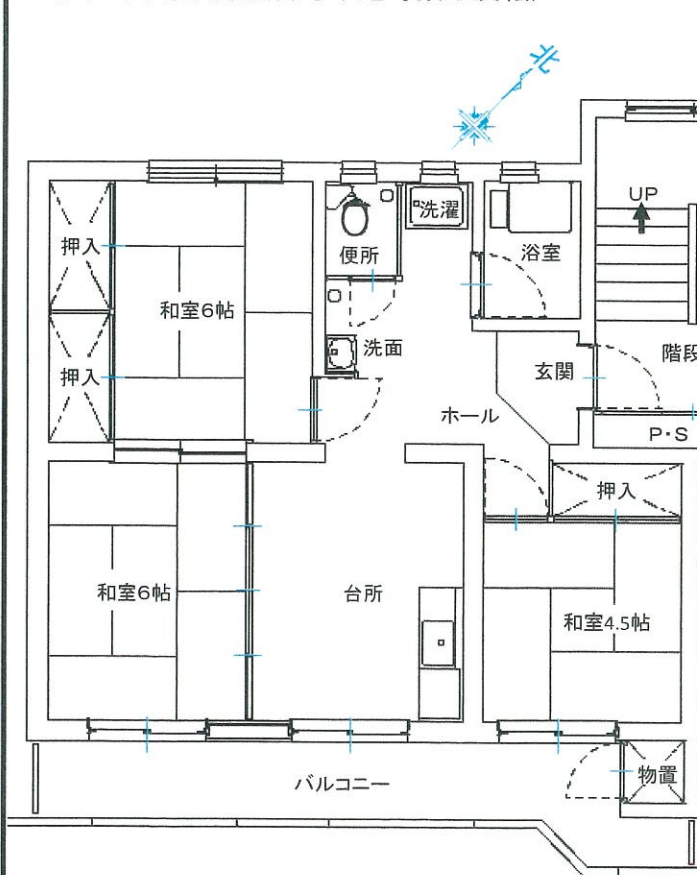 北
UP
押入
便所
洗濯
浴室
和室6帖
押入
洗面
玄関
階段
ホール
P・S
押入
和室6帖
台所
和室4.5帖
バルコニー
物置